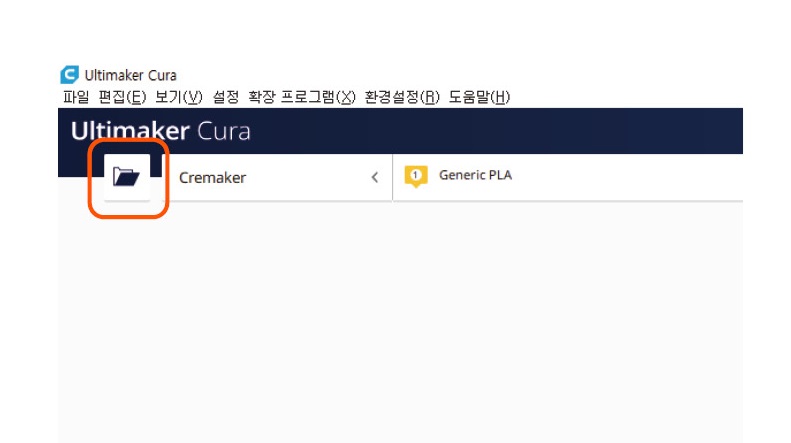 Ultimaker Cura
파일 편집(E) 보기(V) 설정 확장 프로그램(X) 환경설정(R) 도움말(H)
Ultimaker Cura
Cremaker < 1 Generic PLA